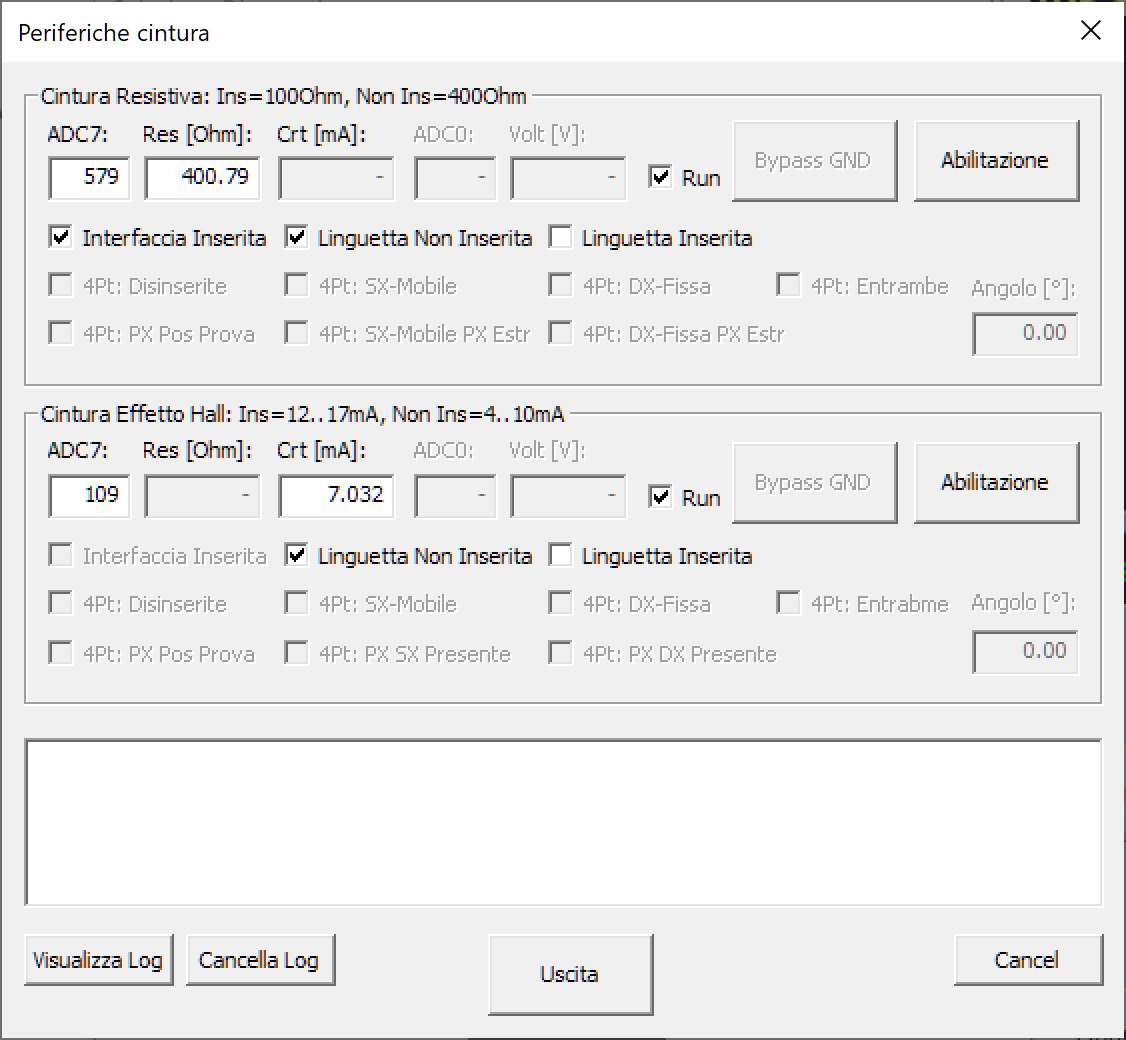 Periferiche cintura
Cintura Resistiva: Ins=100Ohm, Non Ins=400Ohm
ADC7: Res [Ohm]: Crt [mA]: ADC0: Volt [V]:
579 400.79 - - - Run Bypass GND Abilitazione
Interfaccia Inserita Linguetta Non Inserita Linguetta Inserita
4Pt: Disinserite 4Pt: SX-Mobile 4Pt: DX-Fissa 4Pt: Entrambe Angolo [°]:
4Pt: PX Pos Prova 4Pt: SX-Mobile PX Estr 4Pt: DX-Fissa PX Estr 0.00
Cintura Effetto Hall: Ins=12..17mA, Non Ins=4..10mA
ADC7: Res [Ohm]: Crt [mA]: ADC0: Volt [V]:
109 - 7.032 - - Run Bypass GND Abilitazione
Interfaccia Inserita Linguetta Non Inserita Linguetta Inserita
4Pt: Disinserite 4Pt: SX-Mobile 4Pt: DX-Fissa 4Pt: Entrabme Angolo [°]:
4Pt: PX Pos Prova 4Pt: PX SX Presente 4Pt: PX DX Presente 0.00
Visualizza Log Cancella Log Uscita Cancel